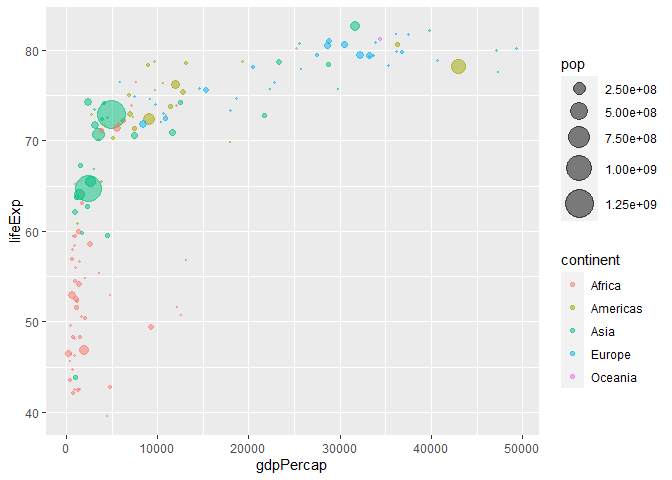 80
70
60
50
40
lifeExp
0
10000
20000
30000
40000
50000
gdpPercap
pop
2.50e+08
5.00e+08
7.50e+08
1.00e+09
1.25e+09
continent
Africa
Americas
Asia
Europe
Oceania